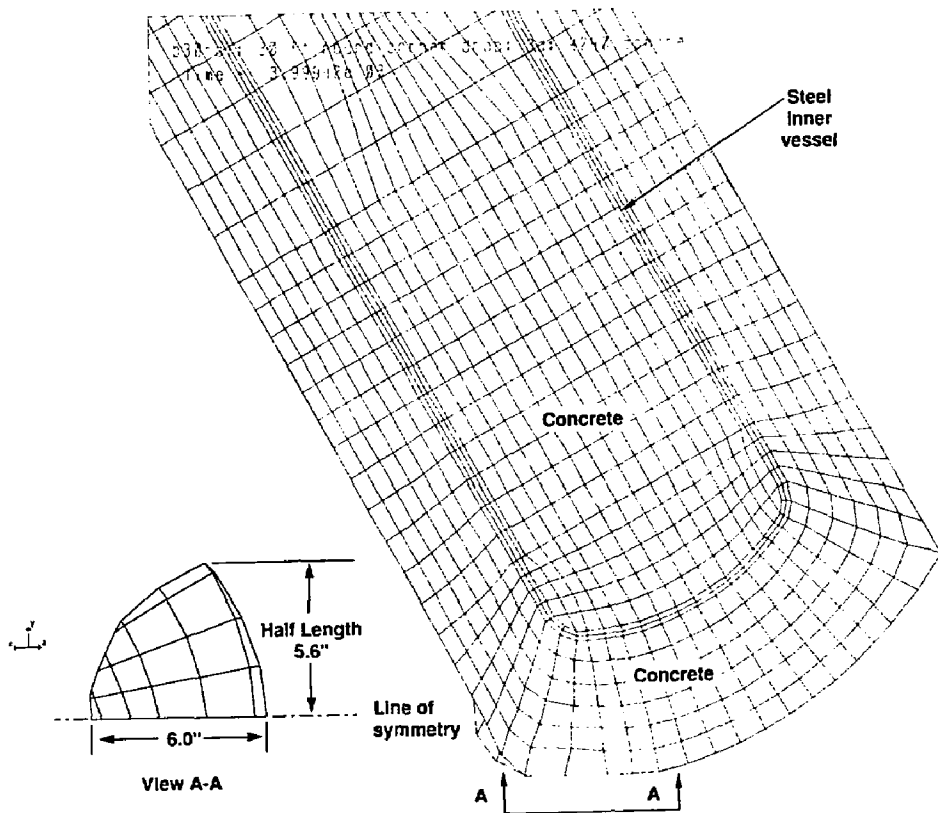 Steel
inner
vessel
Concrete
Half Length
5.6"
Concrete
Line of
symmetry
6.0"
View A-A
A A